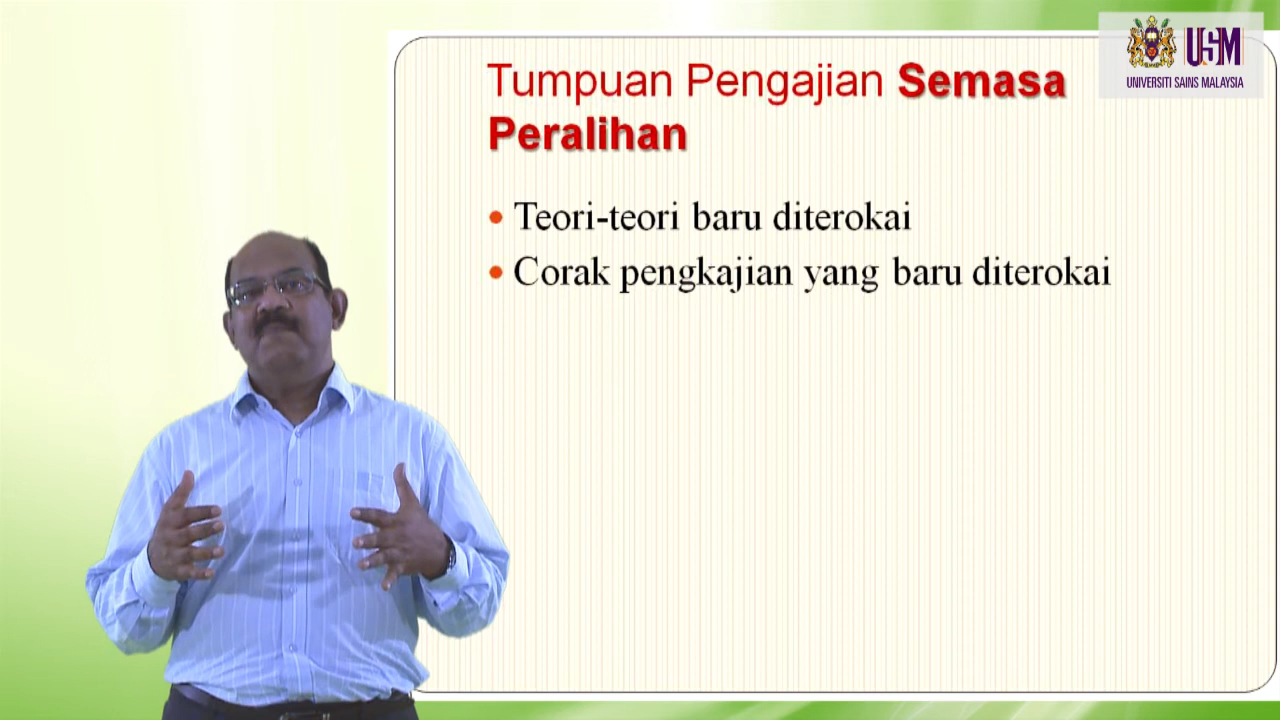 Tumpuan Pengajian Semasa
Peralihan
• Teori-teori baru diterokai
• Corak pengkajian yang baru diterokai
USM
UNIVERSITI SAINS MALAYSIA